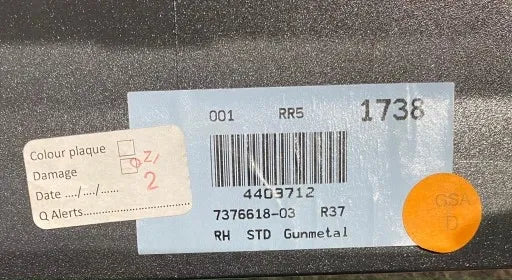 001 RR5 1738
4403712
7376618-03 R37
RH STD Gunmetal
Colour plaque
Damage
Date ..../..../......
Q Alerts..............................
2
GSA
D